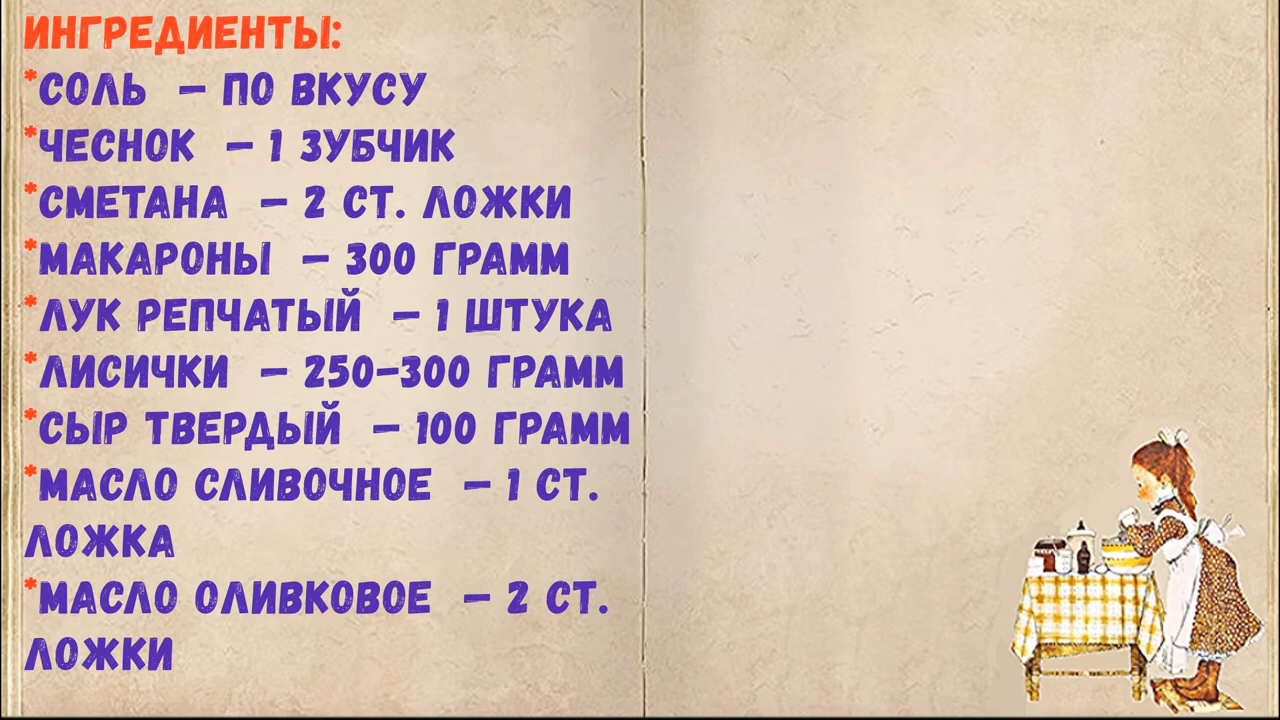 ИНГРЕДИЕНТЫ:
*СОЛЬ – ПО ВКУСУ
*ЧЕСНОК – 1 ЗУБЧИК
*СМЕТАНА – 2 СТ. ЛОЖКИ
*МАКАРОНЫ – 300 ГРАММ
*ЛУК РЕПЧАТЫЙ – 1 ШТУКА
*ЛИСИЧКИ – 250-300 ГРАММ
*СЫР ТВЕРДЫЙ – 100 ГРАММ
*МАСЛО СЛИВОЧНОЕ – 1 СТ.
ЛОЖКА
*МАСЛО ОЛИВКОВОЕ – 2 СТ.
ЛОЖКИ